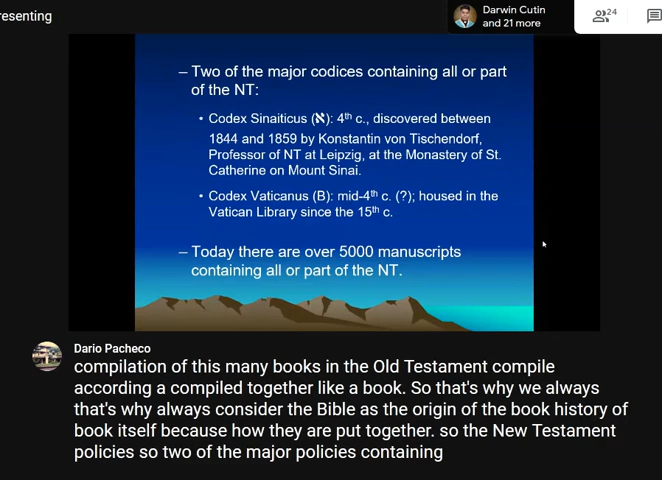 resenting
Darwin Cutin
and 21 more
24
– Two of the major codices containing all or part
of the NT:
• Codex Sinaiticus (א): 4th c., discovered between
1844 and 1859 by Konstantin von Tischendorf,
Professor of NT at Leipzig, at the Monastery of St.
Catherine on Mount Sinai.
• Codex Vaticanus (B): mid-4th c. (?); housed in the
Vatican Library since the 15th c.
– Today there are over 5000 manuscripts
containing all or part of the NT.
Dario Pacheco
compilation of this many books in the Old Testament compile
according a compiled together like a book. So that's why we always
that's why always consider the Bible as the origin of the book history of
book itself because how they are put together. so the New Testament
policies so two of the major policies containing